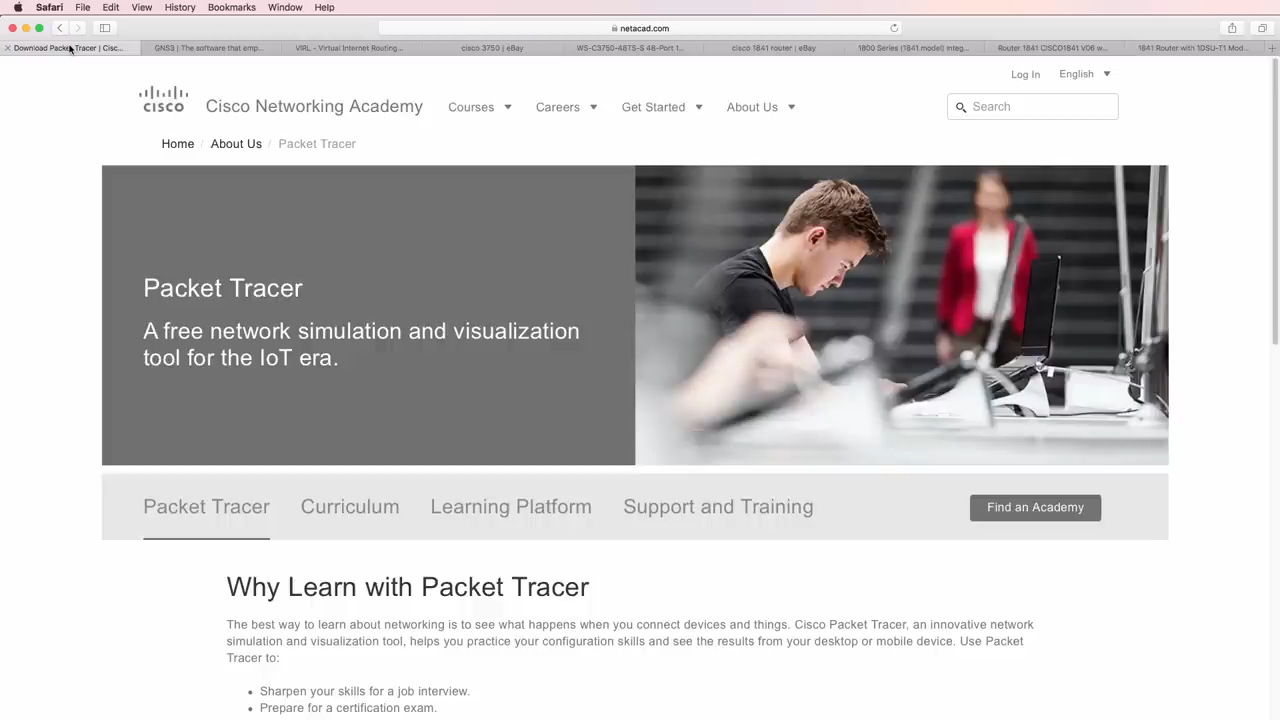 Safari File Edit View History Bookmarks Window Help
netacad.com
Download Packet Tracer | Cisc... GNS3 | The software that emp... VIRL - Virtual Internet Routing... cisco 3750 | eBay WS-C3750-48TS-S 48-Port 1... cisco 1841 router | eBay 1800 Series (1841 model) Integ... Router 1841 CISCO1841 V06 w... 1841 Router with 1DSU-T1 Mod...
Log In English
CISCO Cisco Networking Academy Courses Careers Get Started About Us Search
Home / About Us / Packet Tracer
Packet Tracer
A free network simulation and visualization
tool for the IoT era.
Packet Tracer Curriculum Learning Platform Support and Training Find an Academy
Why Learn with Packet Tracer
The best way to learn about networking is to see what happens when you connect devices and things. Cisco Packet Tracer, an innovative network
simulation and visualization tool, helps you practice your configuration skills and see the results from your desktop or mobile device. Use Packet
Tracer to:
• Sharpen your skills for a job interview.
• Prepare for a certification exam.